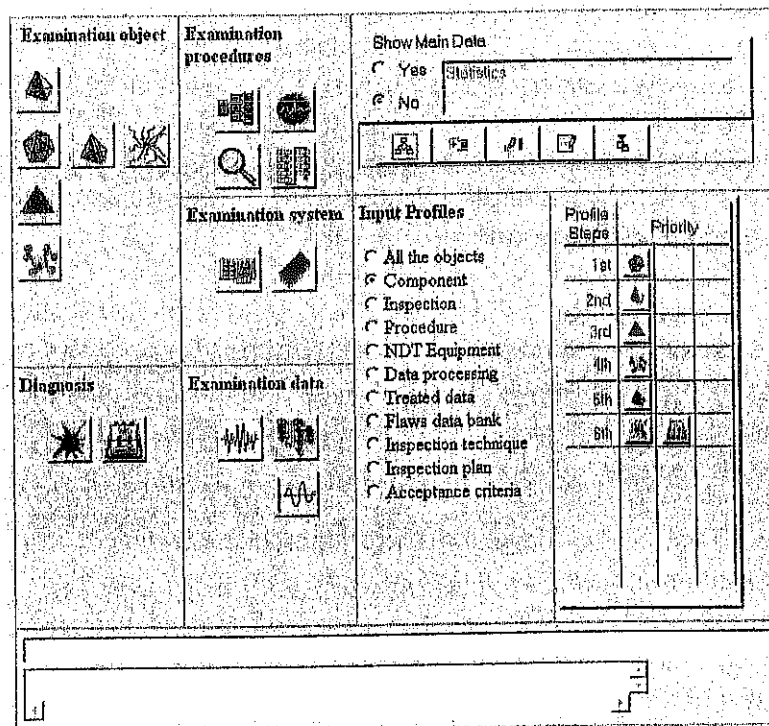 Examination object
Examination
procedures
Show Main Data
Yes
No
Statistics
Examination system
Input Profiles
All the objects
Component
Inspection
Procedure
NDT Equipment
Data processing
Treated data
Flaws data bank
Inspection technique
Inspection plan
Acceptance criteria
Profile
Steps
Priority
1st
2nd
3rd
4th
5th
6th
Diagnosis
Examination data